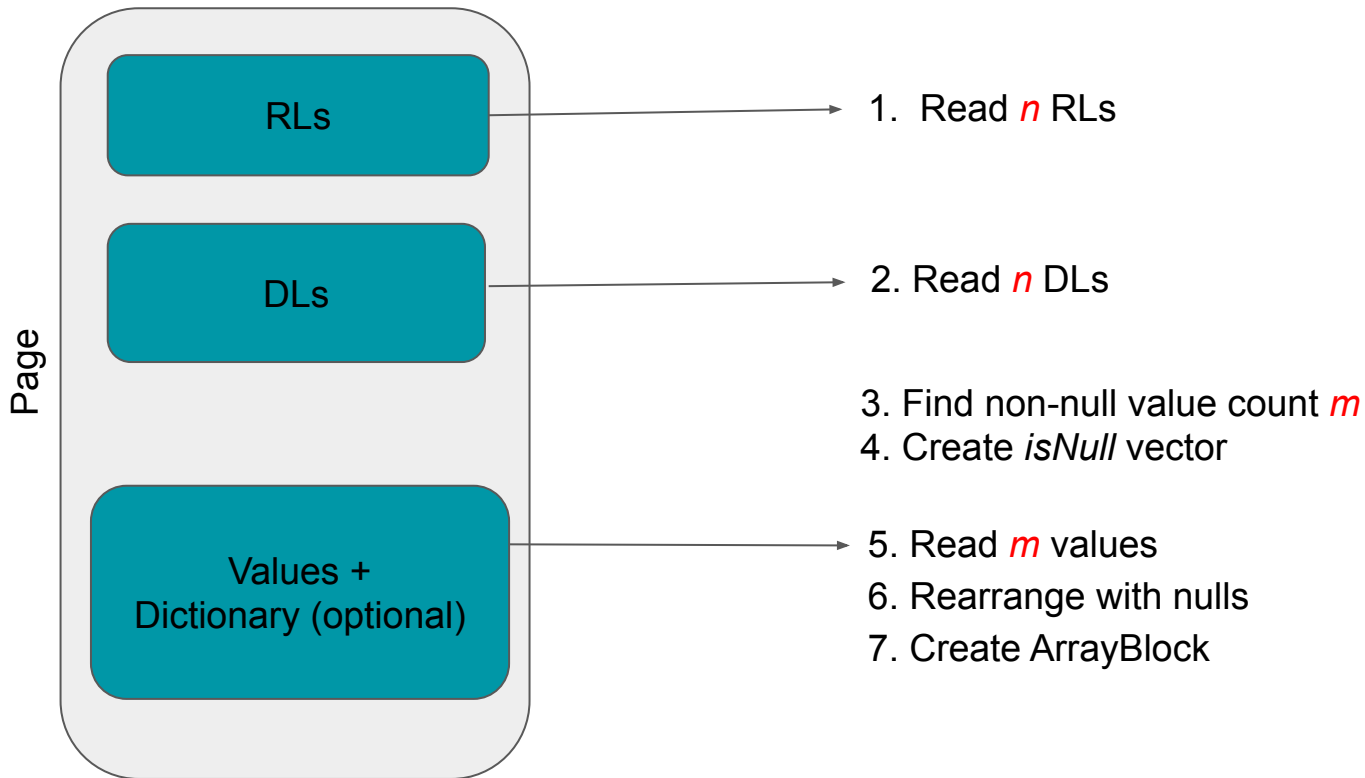 Page
RLs
1. Read n RLs
DLs
2. Read n DLs
3. Find non-null value count m
4. Create isNull vector
Values +
Dictionary (optional)
5. Read m values
6. Rearrange with nulls
7. Create ArrayBlock